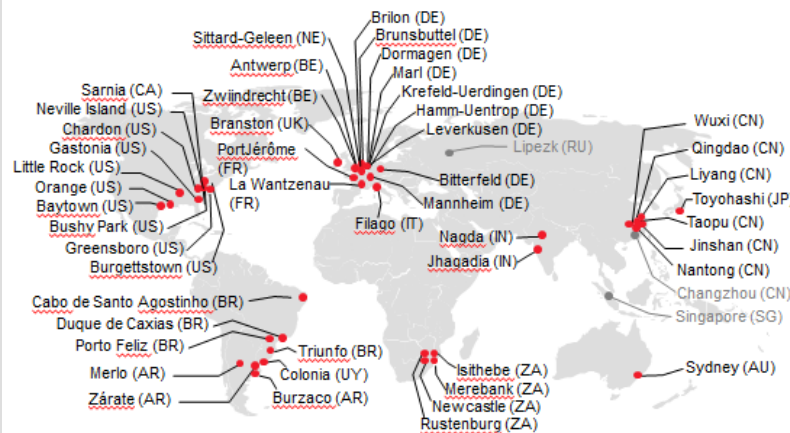 Brilon (DE)
Sittard-Geleen (NE)
Brunsbuttel (DE)
Dormagen (DE)
Antwerp (BE)
Marl (DE)
Sarnia (CA)
Zwiindrecht (BE)
Krefeld-Uerdingen (DE)
Neville Island (US)
Hamm-Uentrop (DE)
Chardon (US)
Branston (UK)
Leverkusen (DE)
Wuxi (CN)
Gastonia (US)
PortJérôme
(FR)
Lipezk (RU)
Qingdao (CN)
Little Rock (US)
Liyang (CN)
Orange (US)
La Wantzenau
(FR)
Bitterfeld (DE)
Toyohashi (JP)
Baytown (US)
Mannheim (DE)
Taopu (CN)
Bushy Park (US)
Filago (IT)
Nagda (IN)
Jinshan (CN)
Greensboro (US)
Jhagadia (IN)
Nantong (CN)
Burgettstown (US)
Changzhou (CN)
Cabo de Santo Agostinho (BR)
Singapore (SG)
Duque de Caxias (BR)
Porto Feliz (BR)
Triunfo (BR)
Merlo (AR)
Colonia (UY)
Isithebe (ZA)
Sydney (AU)
Zárate (AR)
Burzaco (AR)
Merebank (ZA)
Newcastle (ZA)
Rustenburg (ZA)